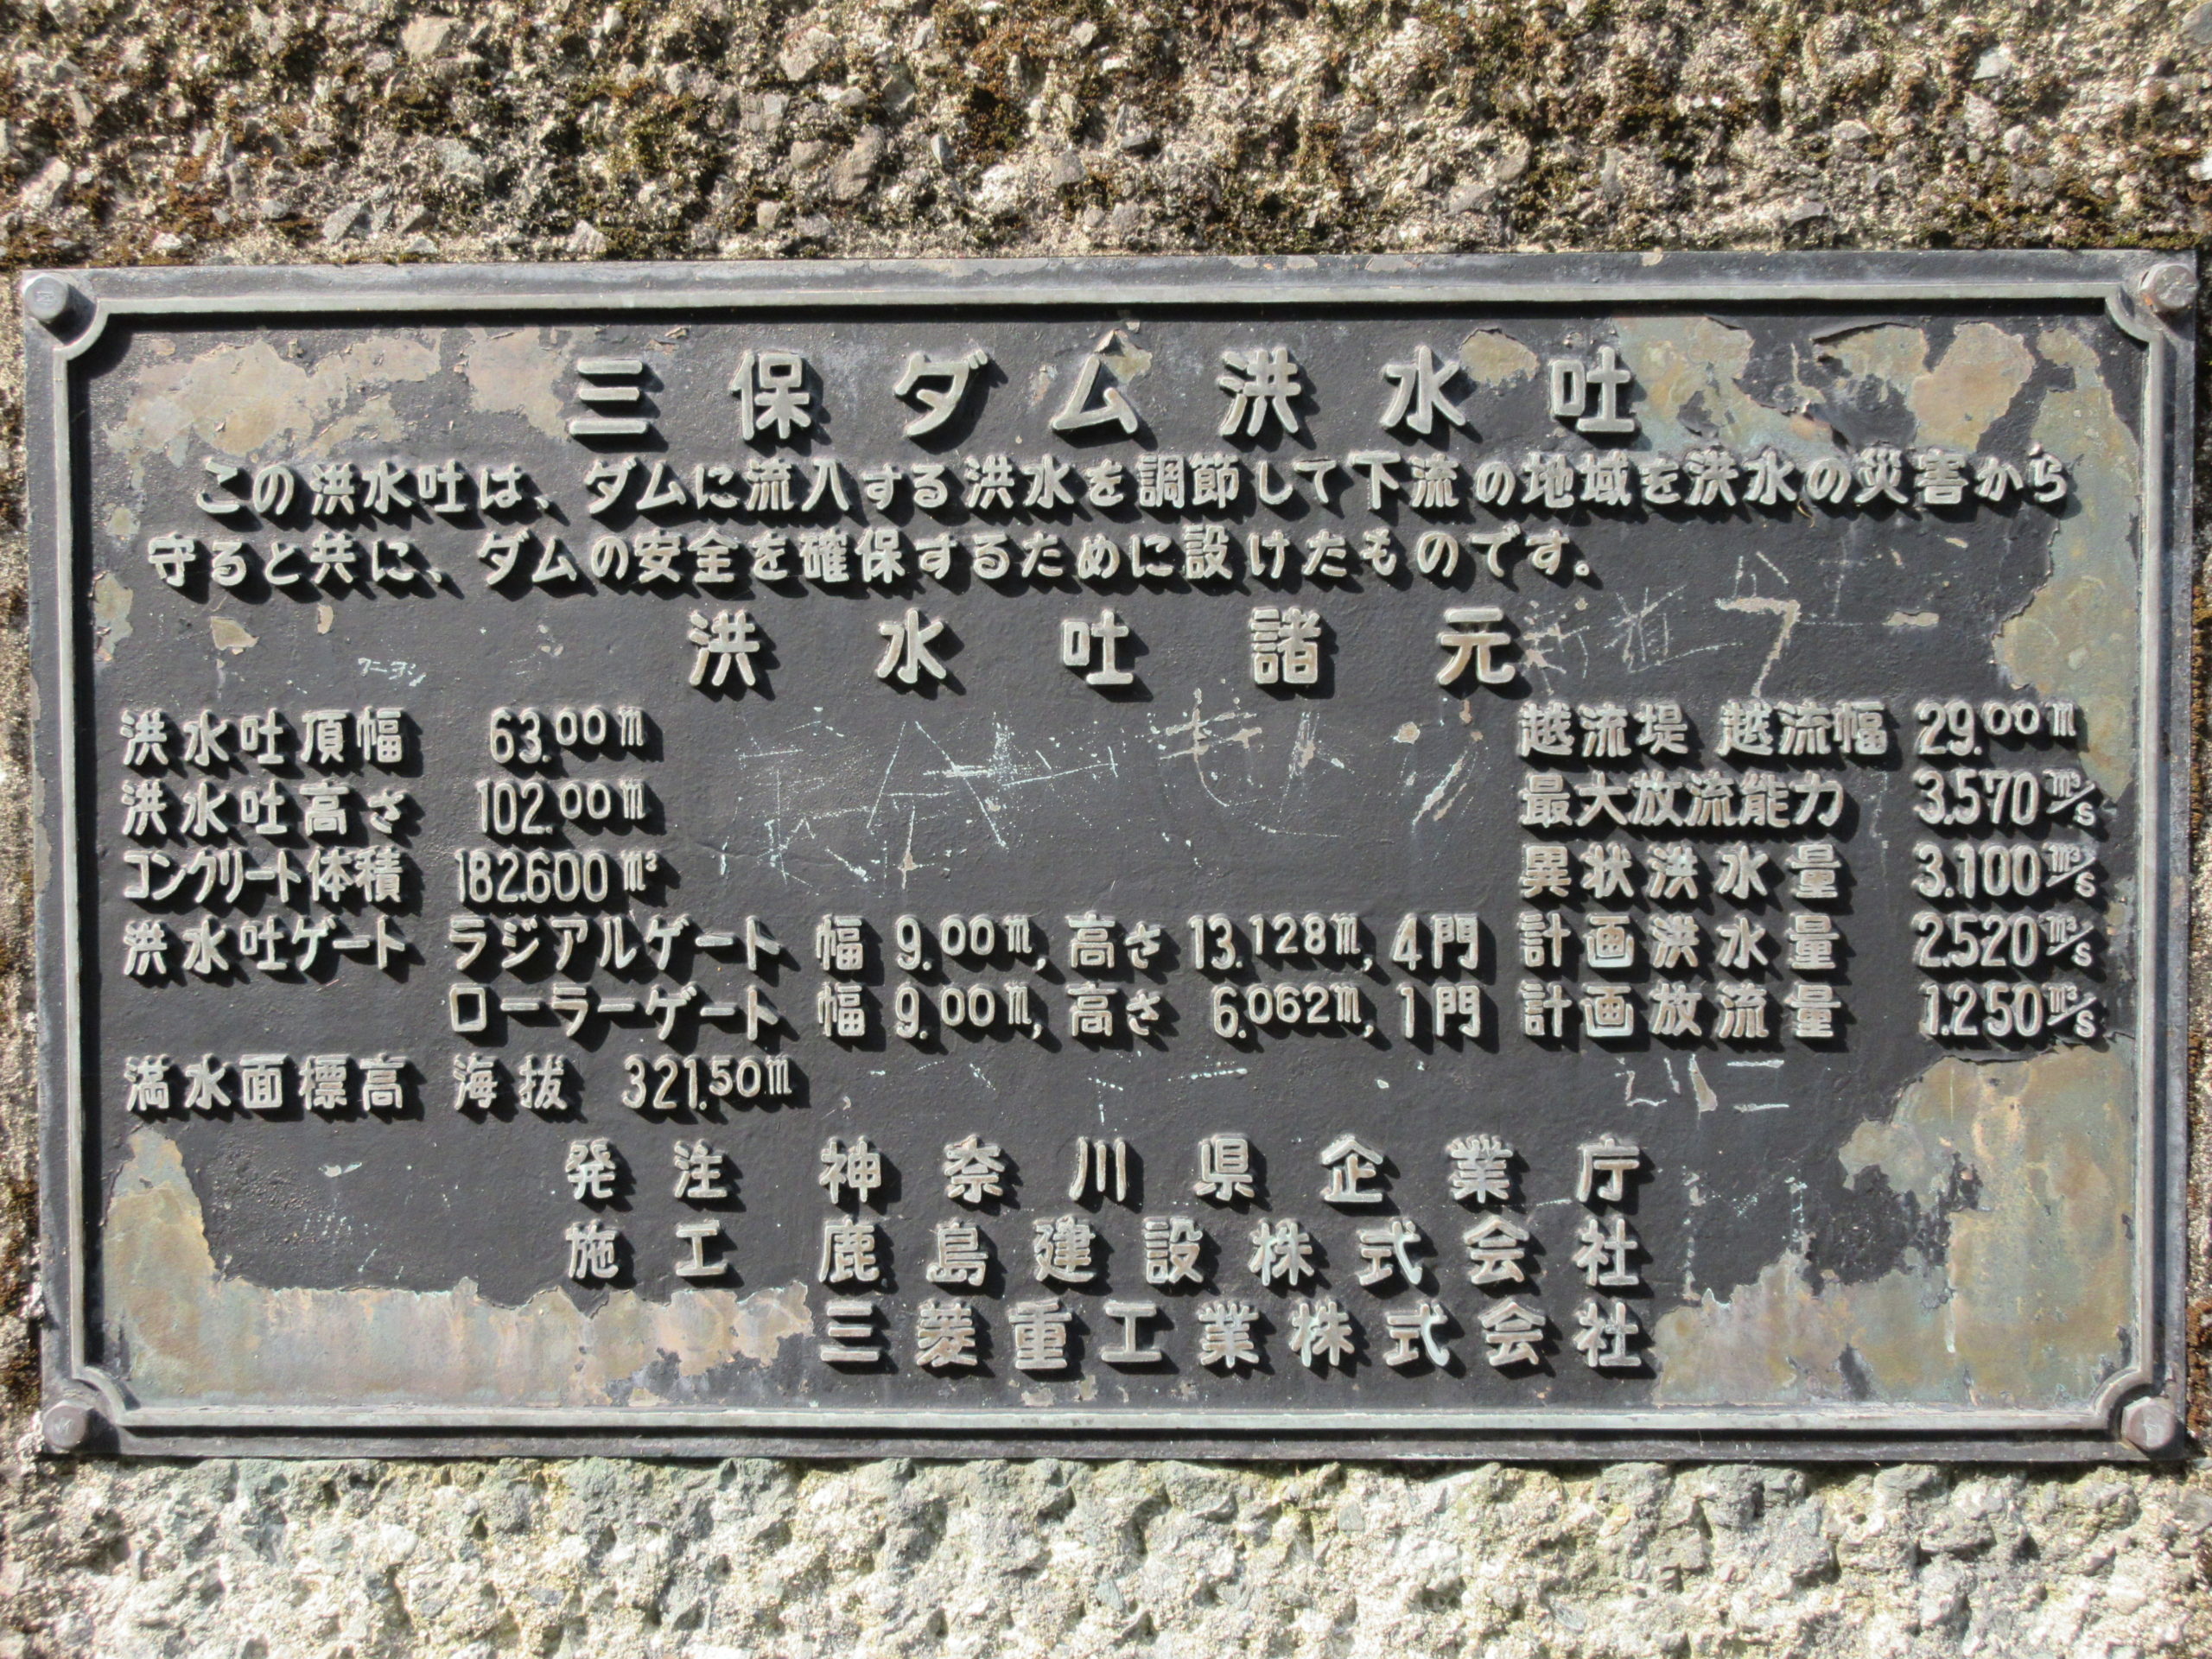 三保ダム洪水吐
この洪水吐は、ダムに流入する洪水を調節して下流の地域を洪水の災害から
守ると共に、ダムの安全を確保するために設けたものです。
洪水吐諸元
洪水吐頂幅 63.00m 越流堤 越流幅 29.00m
洪水吐高さ 102.00m 最大放流能力 3.570m³/s
コンクリート体積 182.600m³ 異状洪水量 3.100m³/s
洪水吐ゲート ラジアルゲート 幅 9.00m, 高さ 13.128m, 4門 計画洪水量 2.520m³/s
ローラーゲート 幅 9.00m, 高さ 6.062m, 1門 計画放流量 1.250m³/s
満水面標高 海抜 321.50m
発注 神奈川県企業庁
施工 鹿島建設株式会社
三菱重工業株式会社